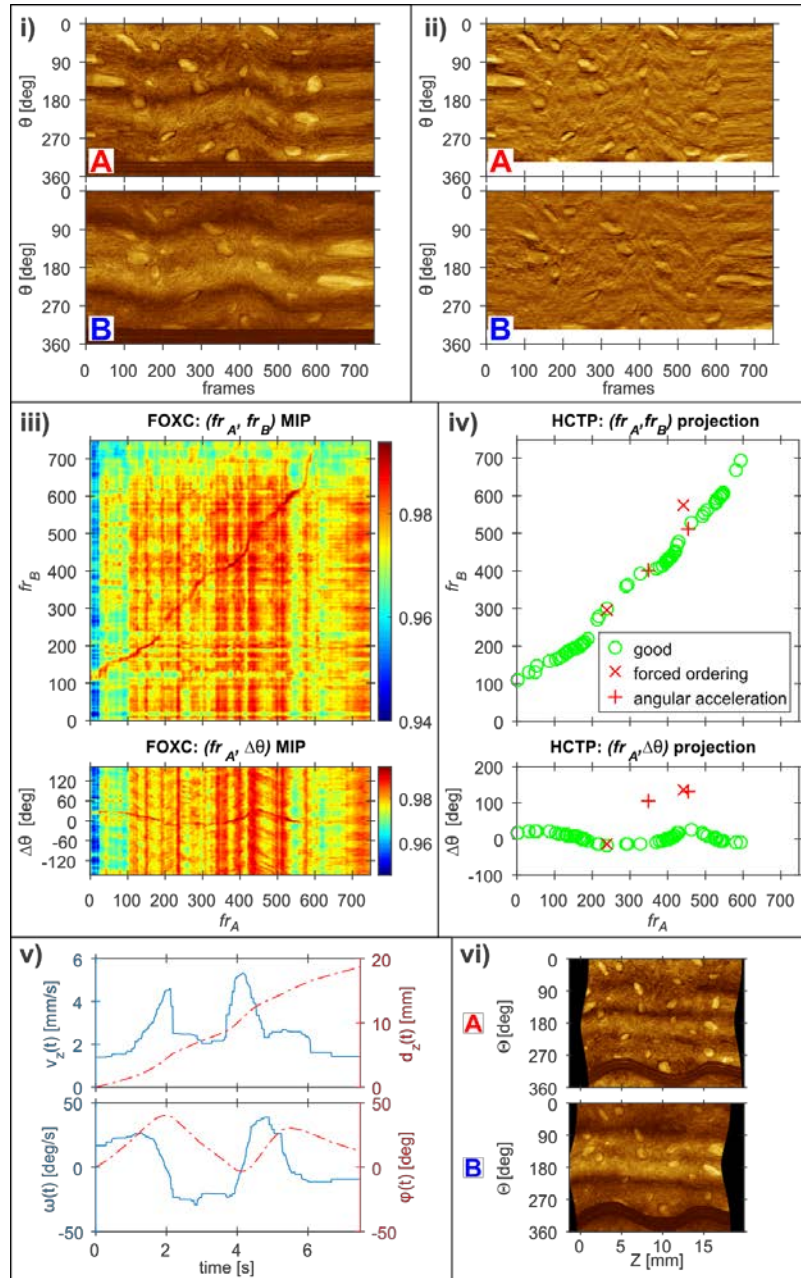 i)
0
90
180
270
360
θ [deg]
A
0
90
180
270
360
θ [deg]
B
0 100 200 300 400 500 600 700
frames
ii)
0
90
180
270
360
θ [deg]
A
0
90
180
270
360
θ [deg]
B
0 100 200 300 400 500 600 700
frames
iii)
FOXC: (fr_A, fr_B) MIP
700
600
500
400
300
200
100
0
fr_B
0.98
0.96
0.94
FOXC: (fr_A, Δθ) MIP
120
60
0
-60
-120
Δθ [deg]
0.98
0.96
0 100 200 300 400 500 600 700
fr_A
iv)
HCTP: (fr_A,fr_B) projection
700
600
500
400
300
200
100
0
fr_B
good
forced ordering
angular acceleration
HCTP: (fr_A,Δθ) projection
200
100
0
-100
Δθ [deg]
0 100 200 300 400 500 600 700
fr_A
v)
6
4
2
0
v_z(t) [mm/s]
20
10
0
d_z(t) [mm]
50
0
-50
ω(t) [deg/s]
50
0
-50
φ(t) [deg]
0 2 4 6
time [s]
vi)
A
0
90
180
270
360
Θ [deg]
B
0
90
180
270
360
Θ [deg]
0 5 10 15
Z [mm]